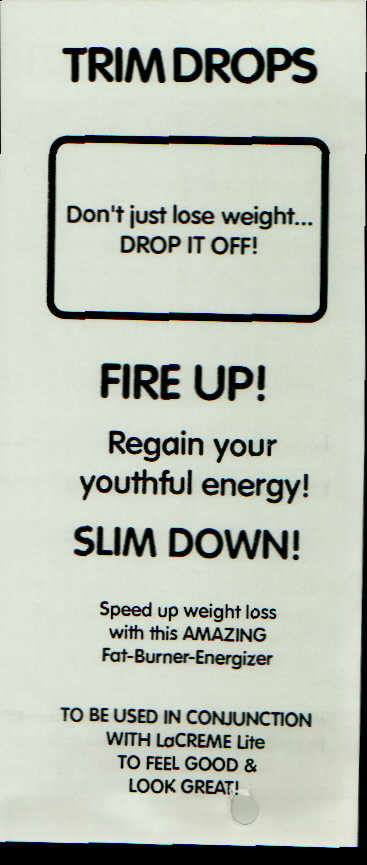 TRIM DROPS
Don't just lose weight...
DROP IT OFF!
FIRE UP!
Regain your
youthful energy!
SLIM DOWN!
Speed up weight loss
with this AMAZING
Fat-Burner-Energizer
TO BE USED IN CONJUNCTION
WITH LaCREME Lite
TO FEEL GOOD &
LOOK GREAT!